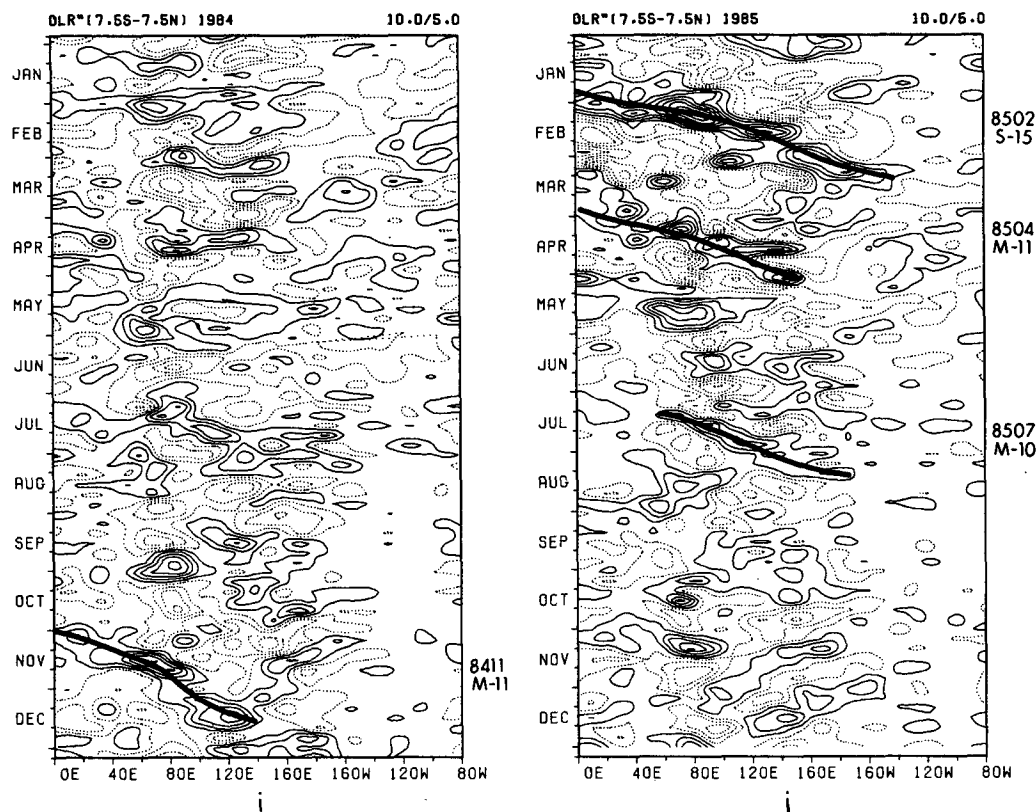 OLR"(7.5S-7.5N) 1984 10.0/5.0
JAN
FEB
MAR
APR
MAY
JUN
JUL
AUG
SEP
OCT
NOV
DEC
0E 40E 80E 120E 160E 160W 120W 80W
8411
M-11
OLR"(7.5S-7.5N) 1985 10.0/5.0
JAN
FEB
MAR
APR
MAY
JUN
JUL
AUG
SEP
OCT
NOV
DEC
0E 40E 80E 120E 160E 160W 120W 80W
8502
S-15
8504
M-11
8507
M-10